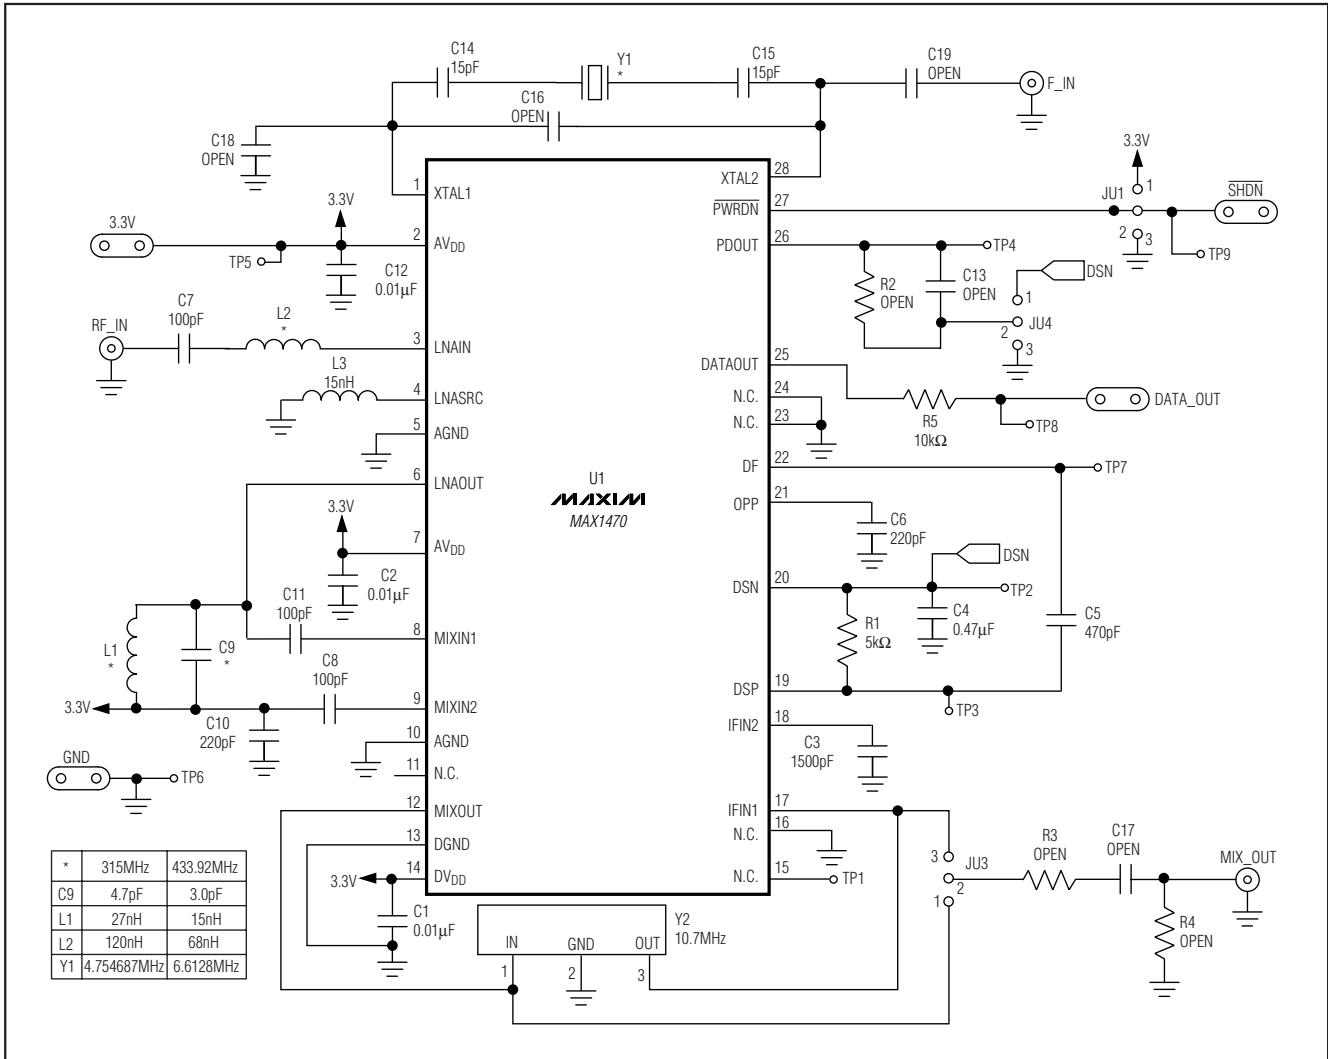 C14
15pF
Y1
*
C15
15pF
C19
OPEN
F_IN
C16
OPEN
C18
OPEN
3.3V
JU1
1
2
3
SHDN
TP9
1
XTAL1
XTAL2
28
PWRDN
27
3.3V
3.3V
TP5
2
AVDD
C12
0.01µF
PDOUT
26
TP4
R2
OPEN
C13
OPEN
DSN
1
2
3
JU4
RF_IN
C7
100pF
L2
*
3
LNAIN
L3
15nH
4
LNASRC
5
AGND
DATAOUT
25
N.C.
24
N.C.
23
R5
10kΩ
TP8
DATA_OUT
6
LNAOUT
DF
22
TP7
U1
MAXIM
MAX1470
OPP
21
C6
220pF
3.3V
7
AVDD
C2
0.01µF
DSN
DSN
20
TP2
R1
5kΩ
C4
0.47µF
C5
470pF
C11
100pF
8
MIXIN1
L1
*
C9
*
C8
100pF
DSP
19
TP3
3.3V
C10
220pF
9
MIXIN2
IFIN2
18
C3
1500pF
10
AGND
GND
TP6
11
N.C.
12
MIXOUT
IFIN1
17
13
DGND
N.C.
16
3.3V
14
DVDD
N.C.
15
TP1
C1
0.01µF
3
2
1
JU3
R3
OPEN
C17
OPEN
MIX_OUT
R4
OPEN
Y2
10.7MHz
IN
GND
OUT
1
2
3
* 315MHz 433.92MHz
C9 4.7pF 3.0pF
L1 27nH 15nH
L2 120nH 68nH
Y1 4.754687MHz 6.6128MHz